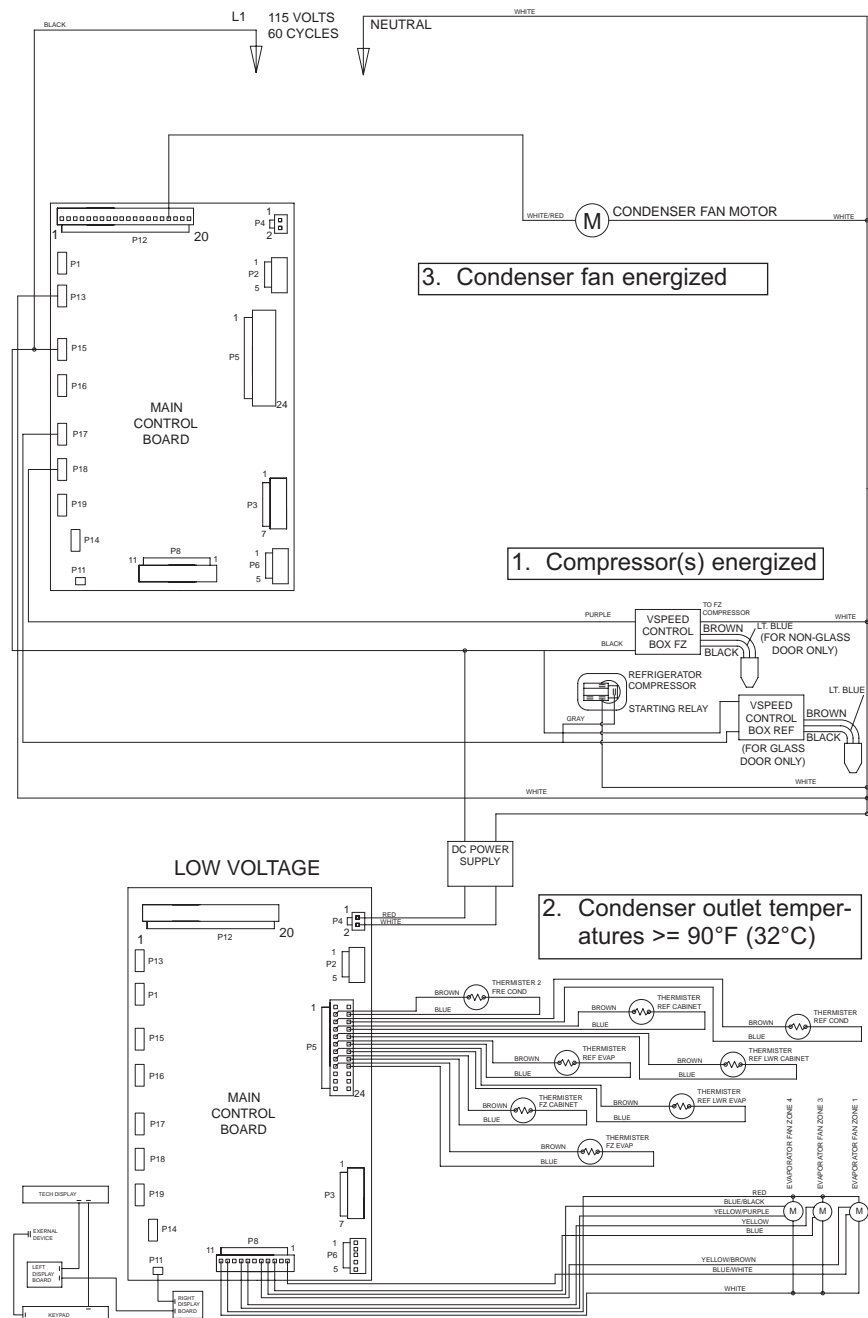 WHITE
L1
115 VOLTS
60 CYCLES
BLACK
NEUTRAL
WHITE/RED
M
CONDENSER FAN MOTOR
WHITE
1
P12
20
P4
1
2
P1
P2
1
5
P13
3. Condenser fan energized
P15
P5
1
24
P16
MAIN
CONTROL
BOARD
P17
P18
P3
1
7
P19
P14
P8
11
1
P6
1
5
P11
1. Compressor(s) energized
PURPLE
VSPEED
CONTROL
BOX FZ
TO FZ
COMPRESSOR
WHITE
BROWN
LT. BLUE
(FOR NON-GLASS
DOOR ONLY)
BLACK
BLACK
REFRIGERATOR
COMPRESSOR
STARTING RELAY
GRAY
VSPEED
CONTROL
BOX REF
(FOR GLASS
DOOR ONLY)
LT. BLUE
BROWN
BLACK
WHITE
WHITE
DC POWER
SUPPLY
LOW VOLTAGE
1
P12
20
P4
1
2
RED
WHITE
2. Condenser outlet temper-
atures >= 90°F (32°C)
P13
P2
1
5
P1
P5
1
24
BROWN
THERMISTER 2
FRE COND
BLUE
BROWN
THERMISTER
REF CABINET
BLUE
BROWN
THERMISTER
REF COND
BLUE
P15
BROWN
THERMISTER
REF EVAP
BLUE
BROWN
THERMISTER
REF LWR CABINET
BLUE
P16
MAIN
CONTROL
BOARD
BROWN
THERMISTER
FZ CABINET
BLUE
BROWN
THERMISTER
REF LWR EVAP
BLUE
BROWN
THERMISTER
FZ EVAP
BLUE
P17
P18
P19
P3
1
7
P14
P8
11
1
P6
1
5
P11
EVAPORATOR FAN ZONE 4
EVAPORATOR FAN ZONE 3
EVAPORATOR FAN ZONE 1
RED
BLUE/BLACK
YELLOW/PURPLE
YELLOW
BLUE
M
M
M
YELLOW/BROWN
BLUE/WHITE
WHITE
TECH DISPLAY
EXERNAL
DEVICE
LEFT
DISPLAY
BOARD
RIGHT
DISPLAY
BOARD
KEYPAD